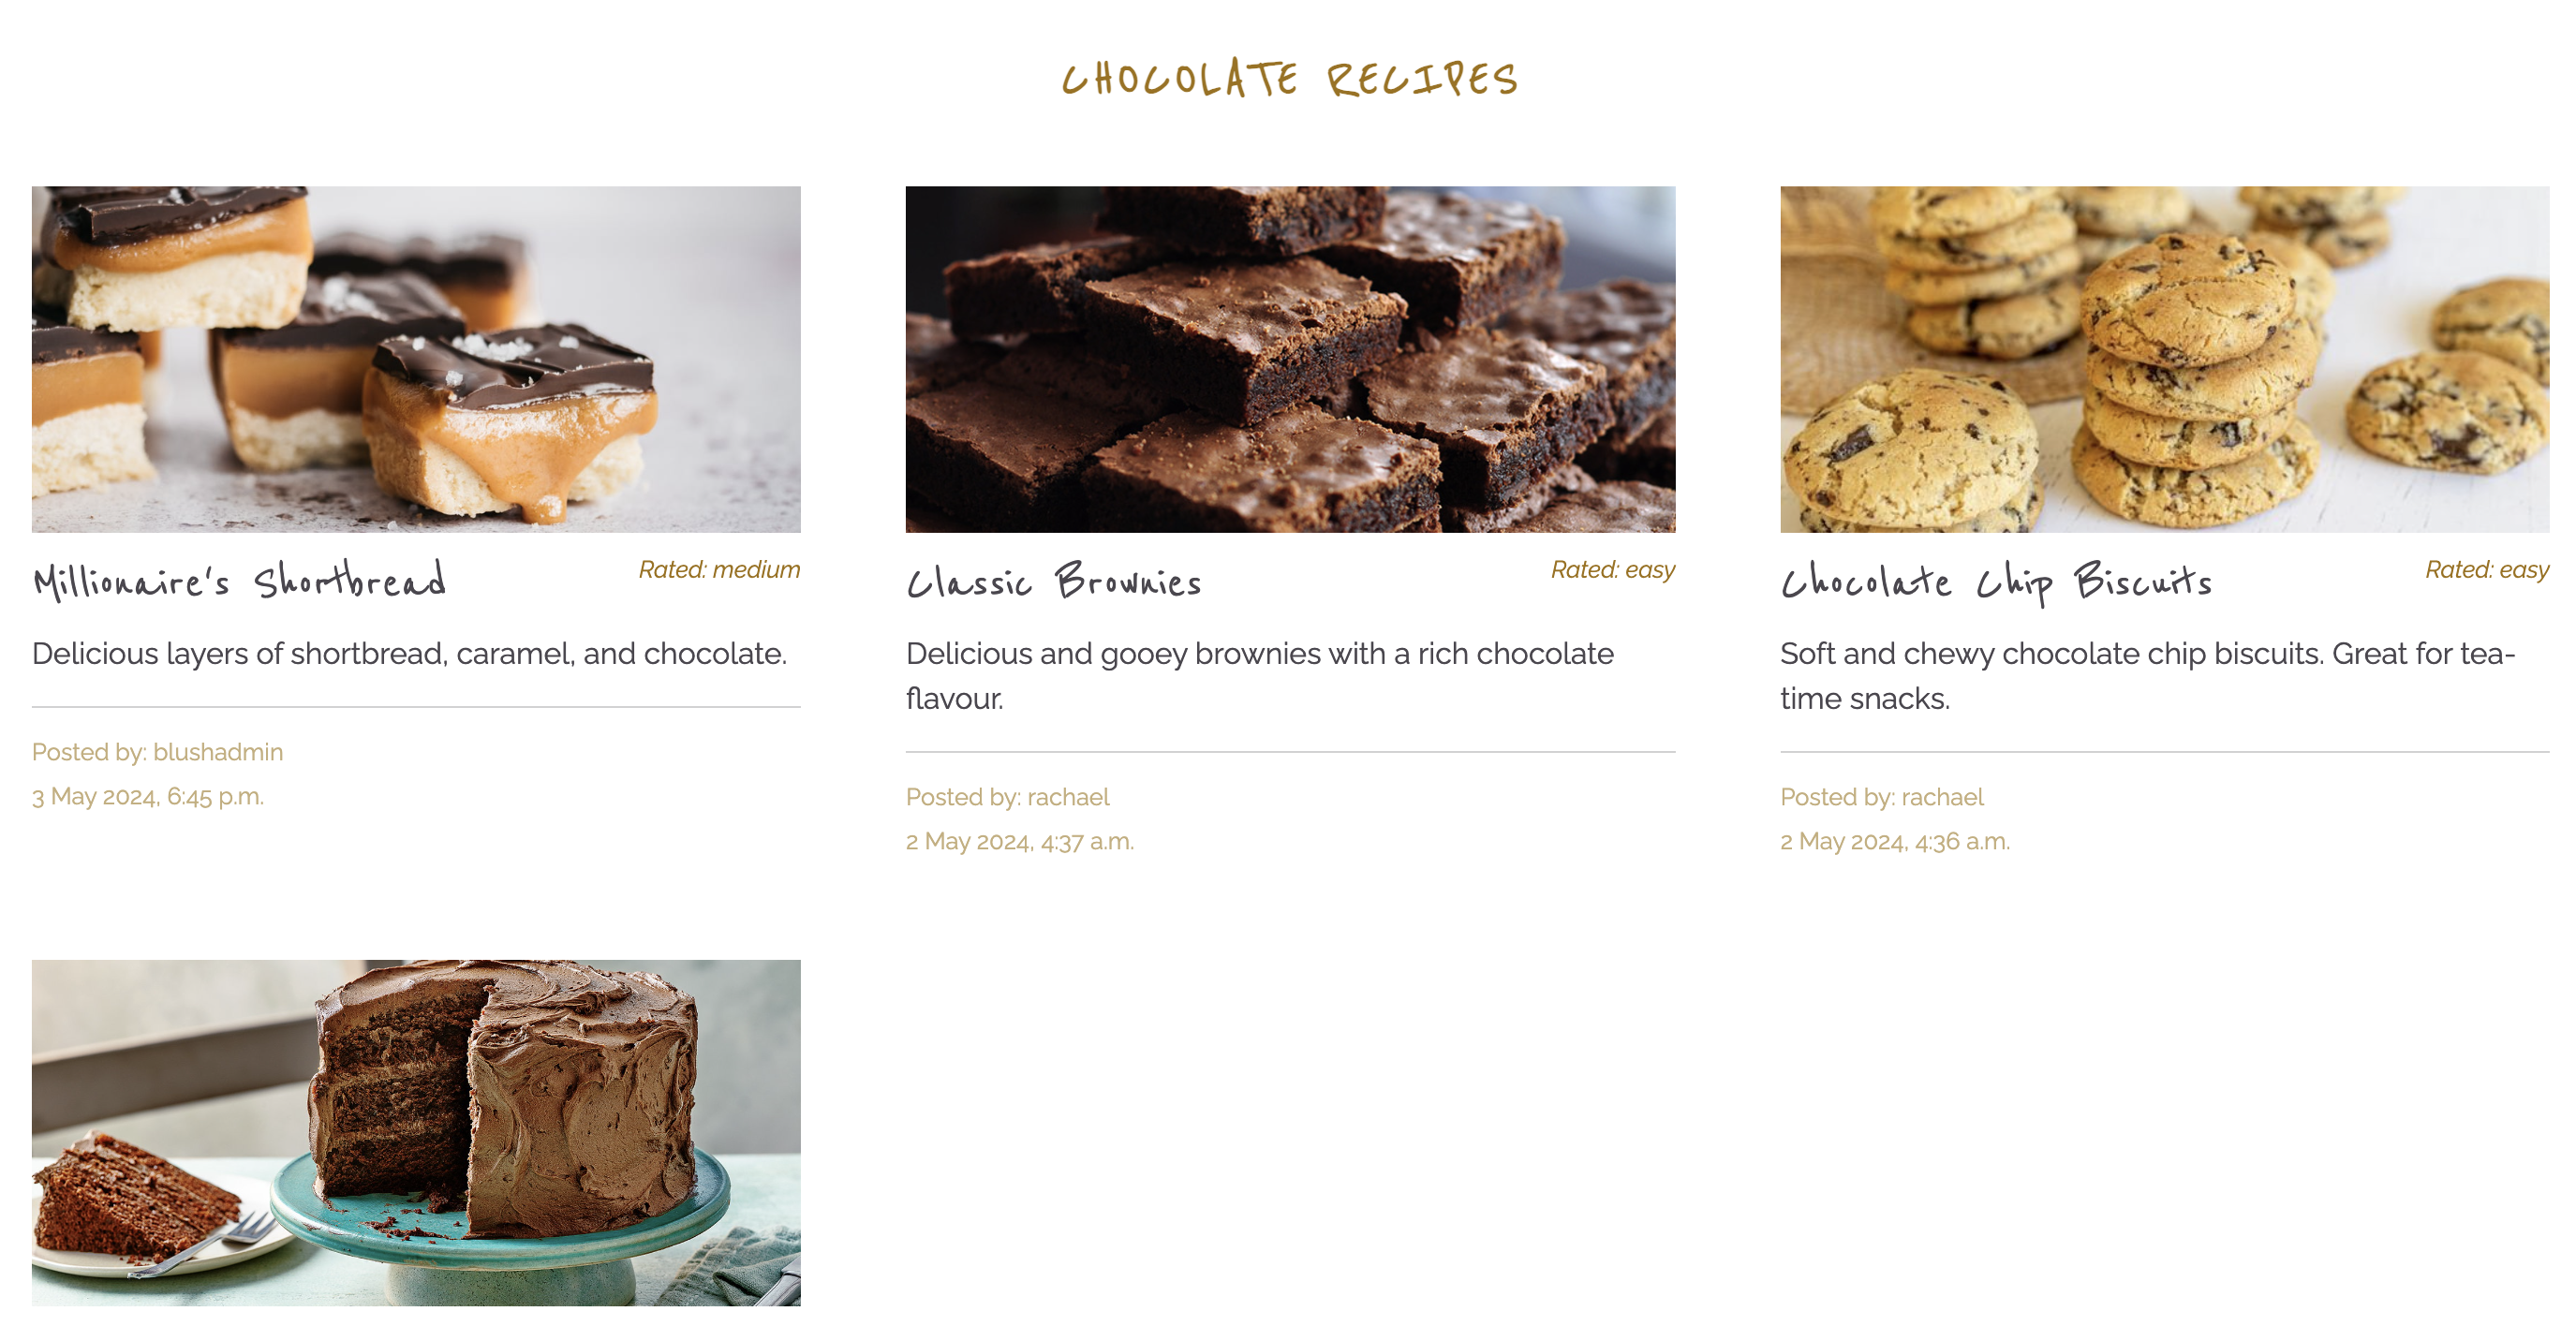 CHOCOLATE RECIPES
Millionaire's Shortbread
Rated: medium
Delicious layers of shortbread, caramel, and chocolate.
Posted by: blushadmin
3 May 2024, 6:45 p.m.
Classic Brownies
Rated: easy
Delicious and gooey brownies with a rich chocolate
flavour.
Posted by: rachael
2 May 2024, 4:37 a.m.
Chocolate Chip Biscuits
Rated: easy
Soft and chewy chocolate chip biscuits. Great for tea-
time snacks.
Posted by: rachael
2 May 2024, 4:36 a.m.